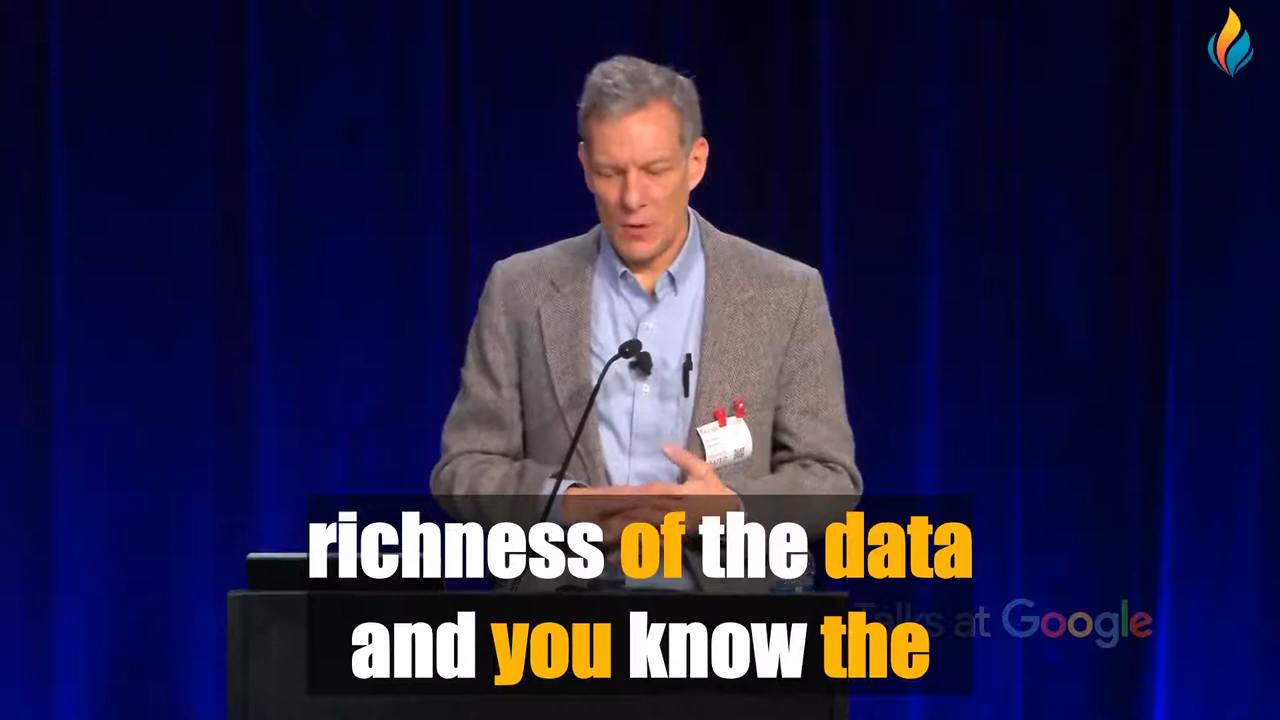 richness of the data
and you know the
Talks at Google